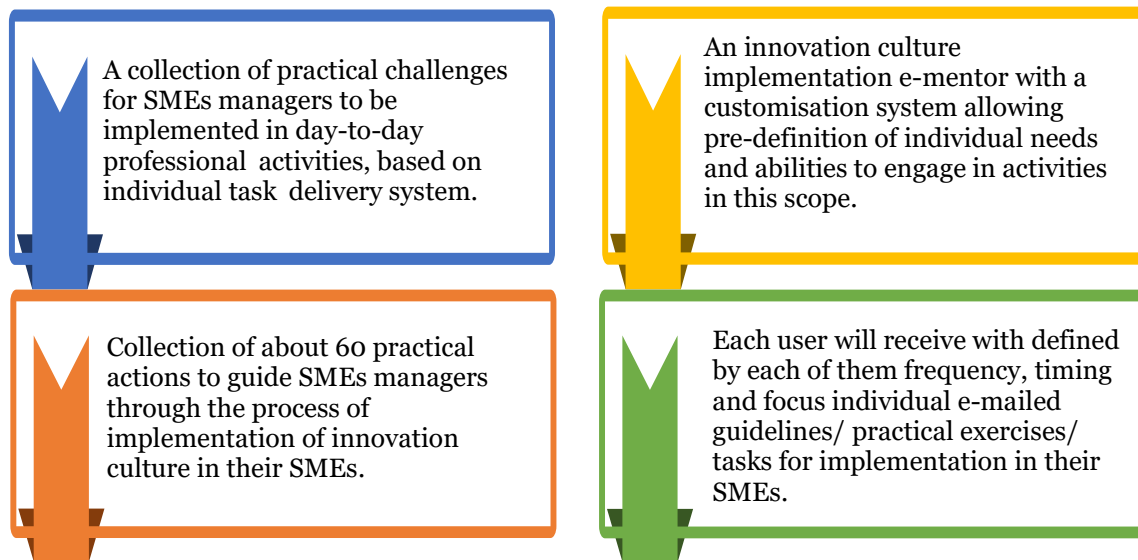 A collection of practical challenges
for SMEs managers to be
implemented in day-to-day
professional activities, based on
individual task delivery system.
An innovation culture
implementation e-mentor with a
customisation system allowing
pre-definition of individual needs
and abilities to engage in activities
in this scope.
Collection of about 60 practical
actions to guide SMEs managers
through the process of
implementation of innovation
culture in their SMEs.
Each user will receive with defined
by each of them frequency, timing
and focus individual e-mailed
guidelines/ practical exercises/
tasks for implementation in their
SMEs.